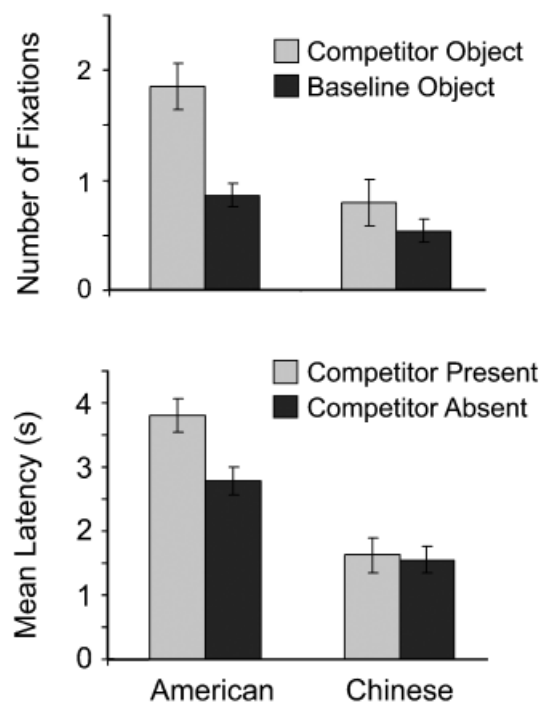 Number of Fixations
2
1
0
Competitor Object
Baseline Object
Mean Latency (s)
4
3
2
1
0
Competitor Present
Competitor Absent
American
Chinese